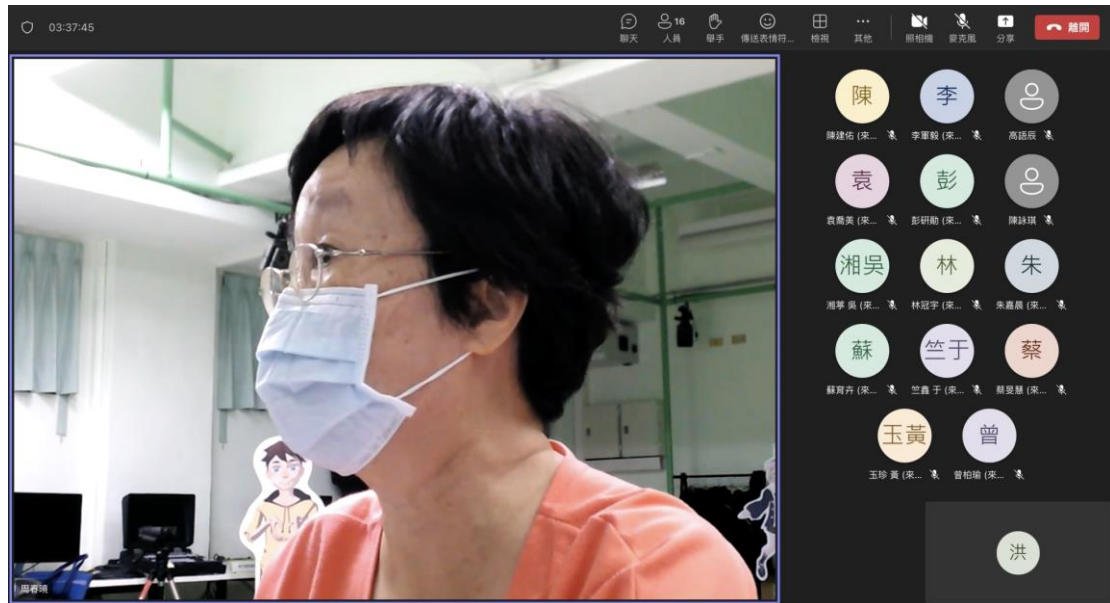 03:37:45
16
聊天 人員 舉手 傳送表情符... 檢視 其他 照相機 麥克風 分享 離開
陳 李
陳建佑 (來... 李軍毅 (來... 高語辰
袁 彭
袁喬美 (來... 彭研勛 (來... 陳詠琪
湘吳 林 朱
湘葶 吳 (來... 林冠宇 (來... 朱嘉晨 (來...
蘇 竺于 蔡
蘇育卉 (來... 竺鑫 于 (來... 蔡旻慧 (來...
玉黃 曾
玉珍 黃 (來... 曾柏瑜 (來...
洪
周春曉